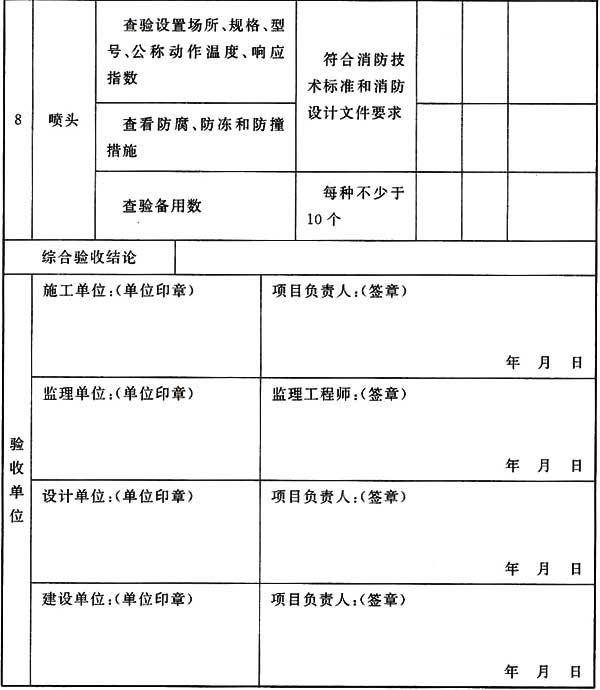 查验设置场所、规格、型
号、公称动作温度、响应
指数
符合消防技
术标准和消防
设计文件要求
8
喷头
查看防腐、防冻和防撞
措施
查验备用数
每种不少于
10个
综合验收结论
验收单位
施工单位:(单位印章)
项目负责人:(签章)
年 月 日
监理单位:(单位印章)
监理工程师:(签章)
年 月 日
设计单位:(单位印章)
项目负责人:(签章)
年 月 日
建设单位:(单位印章)
项目负责人:(签章)
年 月 日